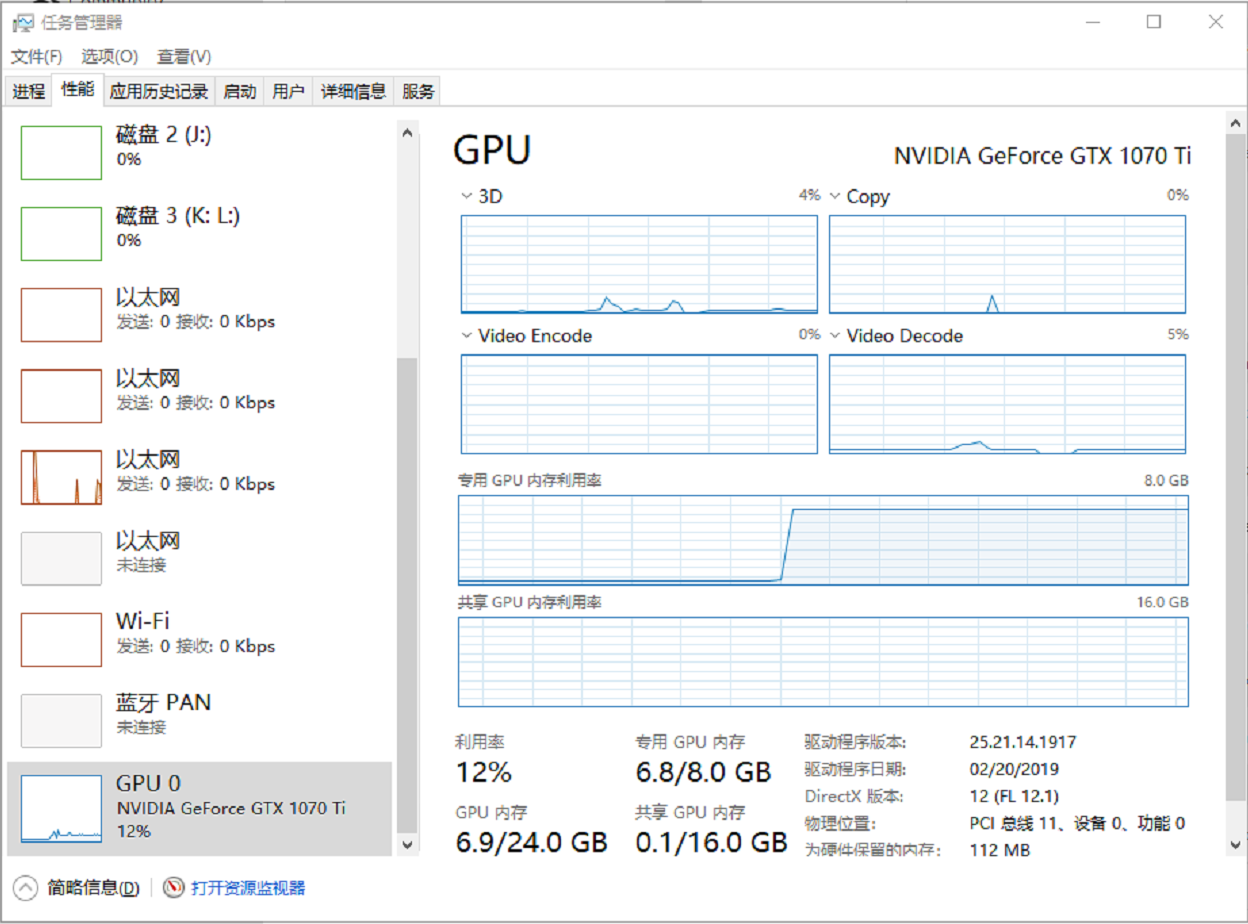 任务管理器
文件(F) 选项(O) 查看(V)
进程 性能 应用历史记录 启动 用户 详细信息 服务
磁盘 2 (J:)
0%
磁盘 3 (K: L:)
0%
以太网
发送: 0 接收: 0 Kbps
以太网
发送: 0 接收: 0 Kbps
以太网
发送: 0 接收: 0 Kbps
以太网
未连接
Wi-Fi
发送: 0 接收: 0 Kbps
蓝牙 PAN
未连接
GPU 0
NVIDIA GeForce GTX 1070 Ti
12%
GPU
NVIDIA GeForce GTX 1070 Ti
3D 4%
Copy 0%
Video Encode 0%
Video Decode 5%
专用 GPU 内存利用率 8.0 GB
共享 GPU 内存利用率 16.0 GB
利用率
12%
专用 GPU 内存
6.8/8.0 GB
GPU 内存
6.9/24.0 GB
共享 GPU 内存
0.1/16.0 GB
驱动程序版本: 25.21.14.1917
驱动程序日期: 02/20/2019
DirectX 版本: 12 (FL 12.1)
物理位置: PCI 总线 11、设备 0、功能 0
为硬件保留的内存: 112 MB
简略信息(D)
打开资源监视器